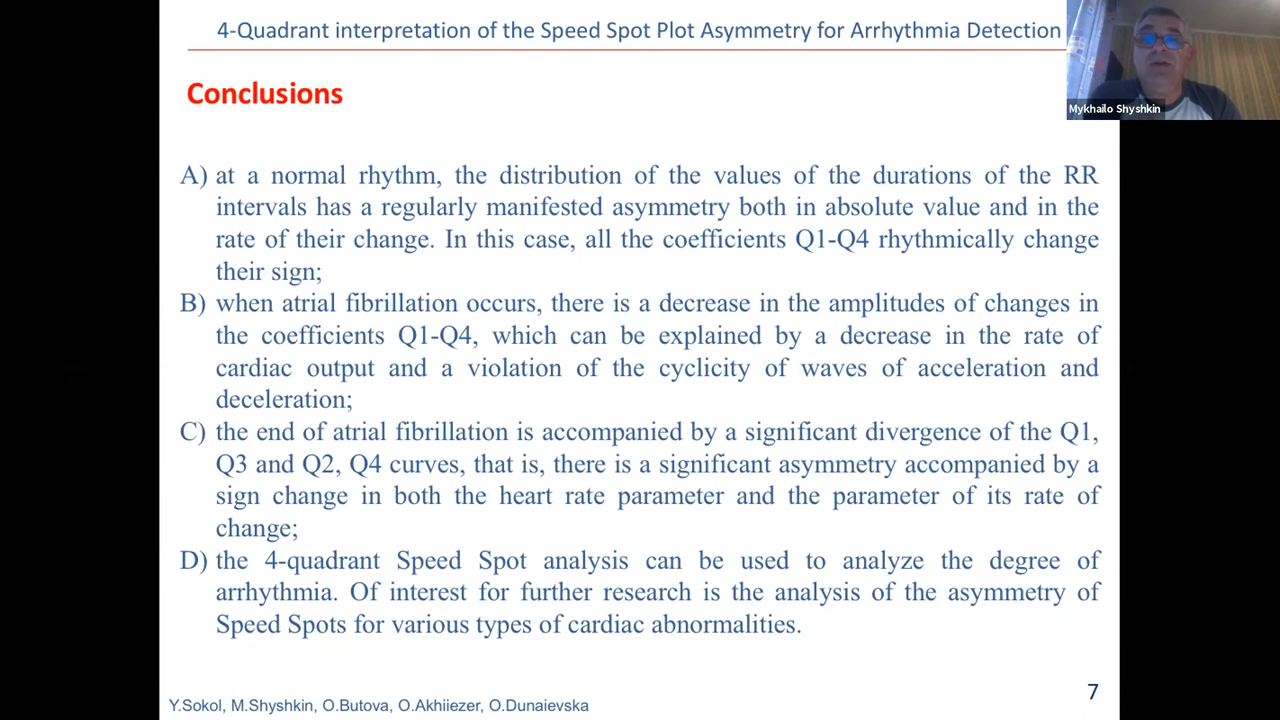 4-Quadrant interpretation of the Speed Spot Plot Asymmetry for Arrhythmia Detection
Mykhailo Shyshkin
Conclusions
A) at a normal rhythm, the distribution of the values of the durations of the RR
intervals has a regularly manifested asymmetry both in absolute value and in the
rate of their change. In this case, all the coefficients Q1-Q4 rhythmically change
their sign;
B) when atrial fibrillation occurs, there is a decrease in the amplitudes of changes in
the coefficients Q1-Q4, which can be explained by a decrease in the rate of
cardiac output and a violation of the cyclicity of waves of acceleration and
deceleration;
C) the end of atrial fibrillation is accompanied by a significant divergence of the Q1,
Q3 and Q2, Q4 curves, that is, there is a significant asymmetry accompanied by a
sign change in both the heart rate parameter and the parameter of its rate of
change;
D) the 4-quadrant Speed Spot analysis can be used to analyze the degree of
arrhythmia. Of interest for further research is the analysis of the asymmetry of
Speed Spots for various types of cardiac abnormalities.
7
Y.Sokol, M.Shyshkin, O.Butova, O.Akhiiezer, O.Dunaievska